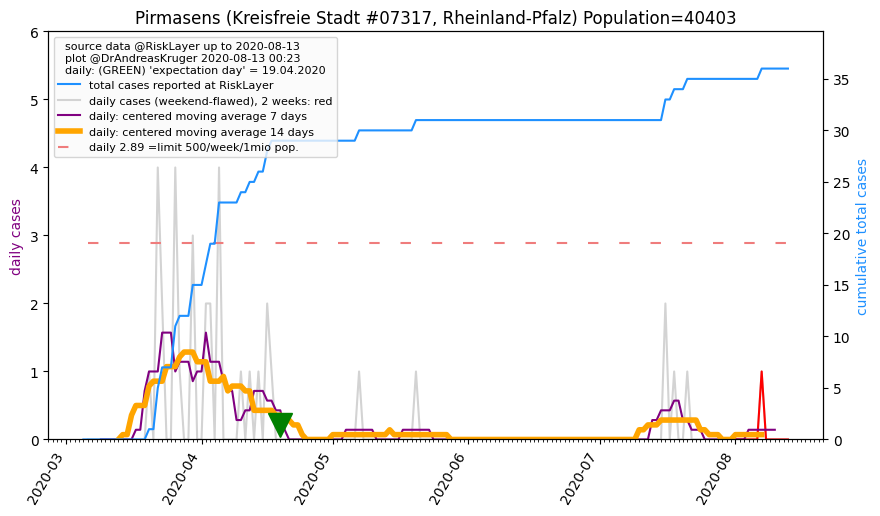 Pirmasens (Kreisfreie Stadt #07317, Rheinland-Pfalz) Population=40403
source data @RiskLayer up to 2020-08-13
plot @DrAndreasKruger 2020-08-13 00:23
daily: (GREEN) 'expectation day' = 19.04.2020
total cases reported at RiskLayer
daily cases (weekend-flawed), 2 weeks: red
daily: centered moving average 7 days
daily: centered moving average 14 days
daily 2.89 =limit 500/week/1mio pop.
daily cases
6
5
4
3
2
1
0
35
30
25
20
15
10
5
0
cumulative total cases
2020-03
2020-04
2020-05
2020-06
2020-07
2020-08